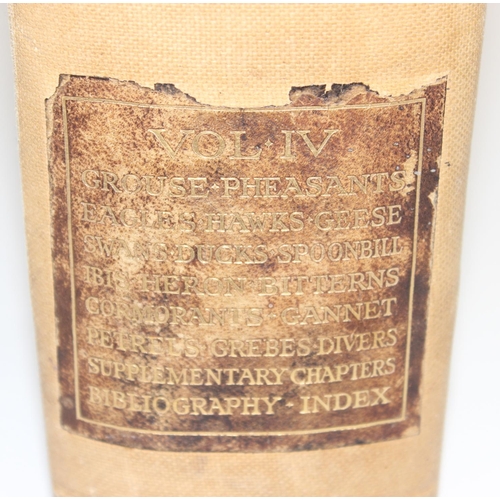 VOL·IV
GROUSE·PHEASANTS
EAGLES·HAWKS·GEESE
SWANS·DUCKS·SPOONBILL
IBIS·HERON·BITTERNS
CORMORANTS·GANNET
PETRELS·GREBES·DIVERS
SUPPLEMENTARY CHAPTERS
BIBLIOGRAPHY·INDEX